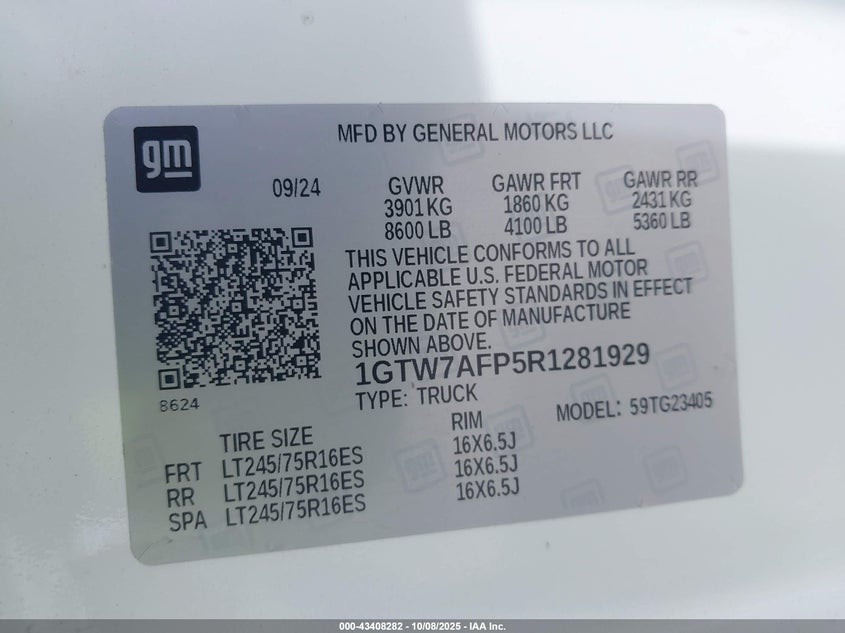 gm
MFD BY GENERAL MOTORS LLC
09/24
GVWR GAWR FRT GAWR RR
3901 KG 1860 KG 2431 KG
8600 LB 4100 LB 5360 LB
THIS VEHICLE CONFORMS TO ALL
APPLICABLE U.S. FEDERAL MOTOR
VEHICLE SAFETY STANDARDS IN EFFECT
ON THE DATE OF MANUFACTURE
SHOWN ABOVE.
1GTW7AFP5R1281929
8624
TYPE: TRUCK MODEL: 59TG23405
TIRE SIZE RIM
FRT LT245/75R16ES 16X6.5J
RR LT245/75R16ES 16X6.5J
SPA LT245/75R16ES 16X6.5J
000-43408282 - 10/08/2025 - IAA Inc.